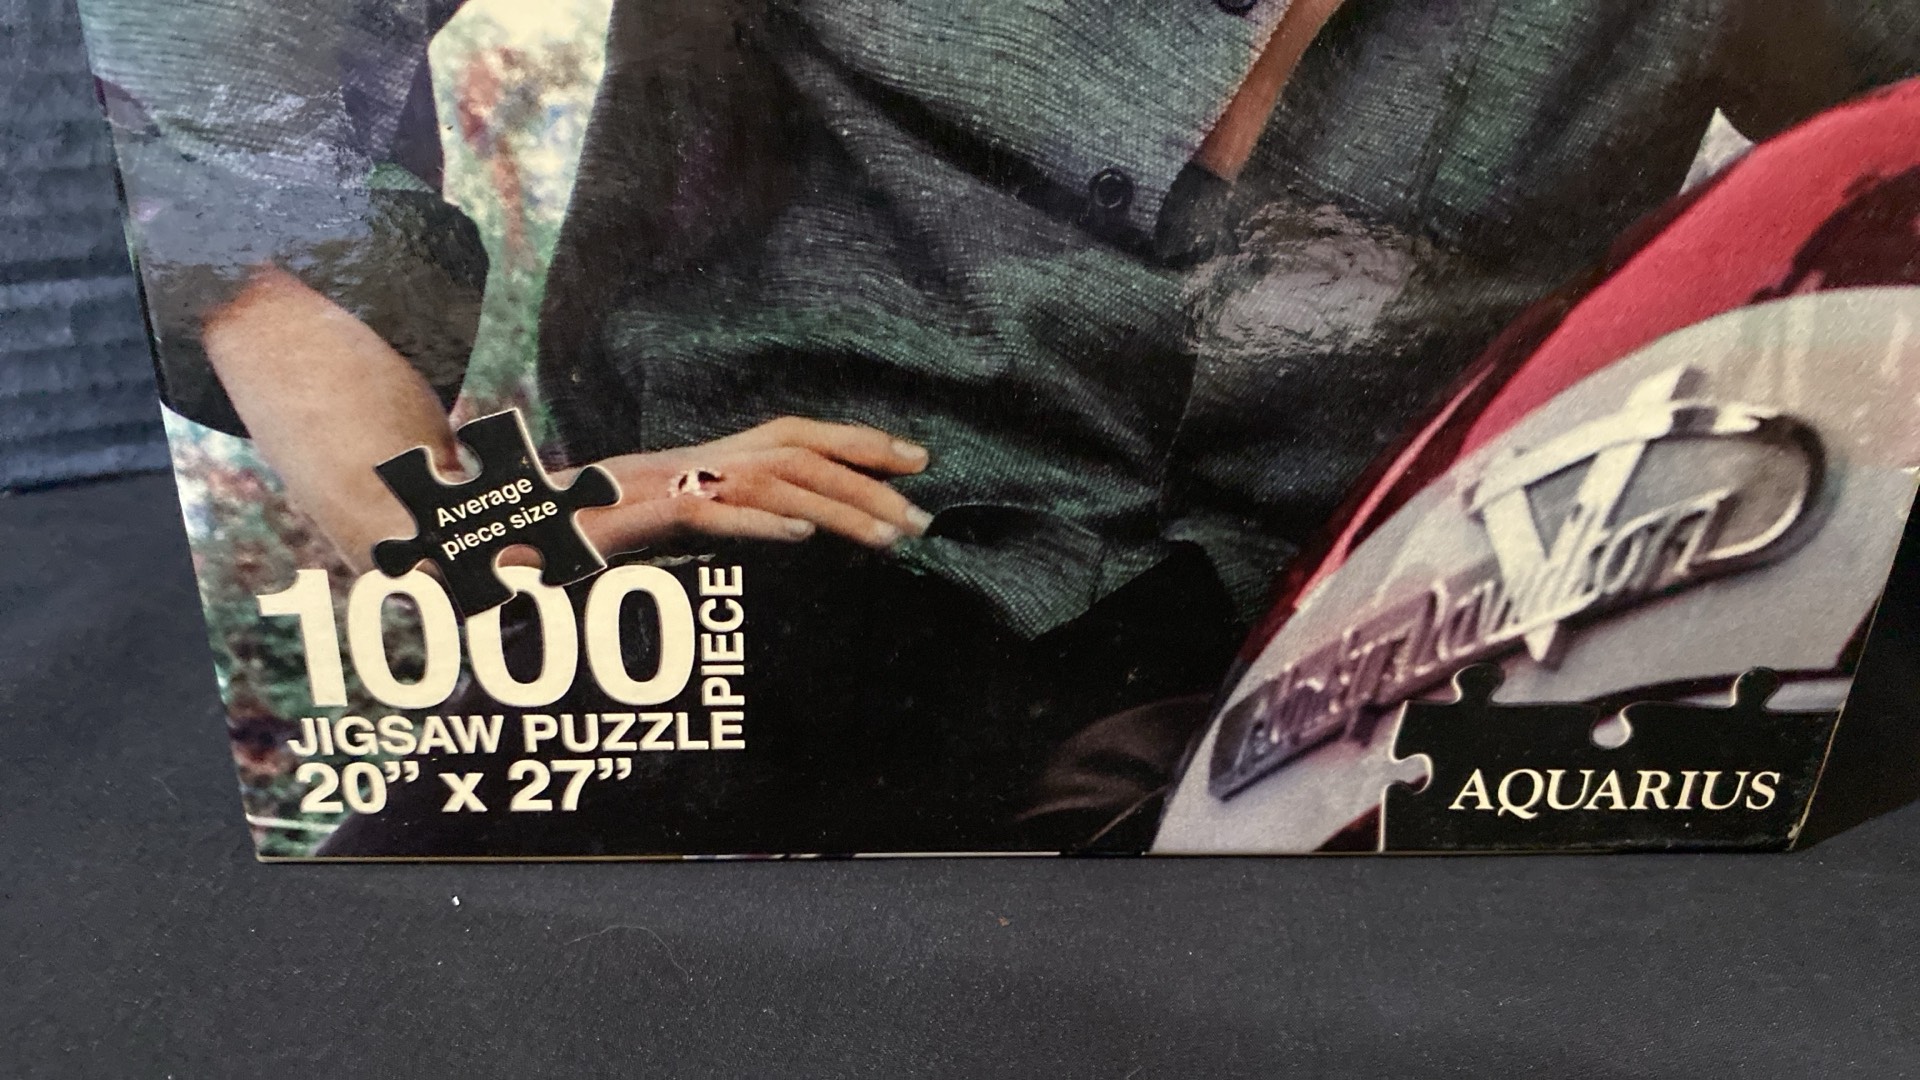 Average
piece size
1000
PIECE
JIGSAW PUZZLE
20” x 27”
Harley-Davidson
AQUARIUS